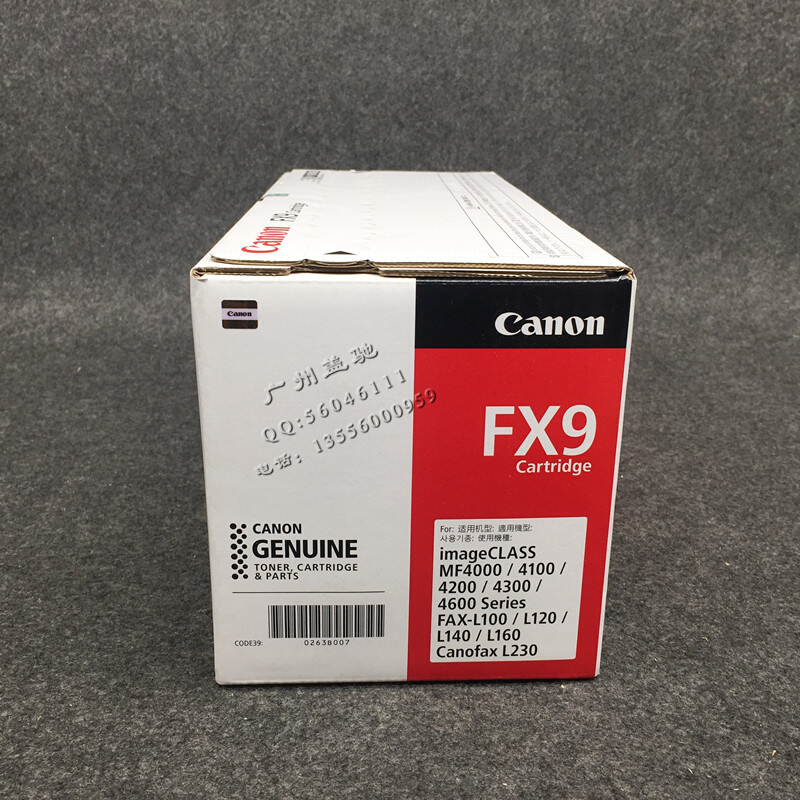 Canon FX9 Cartridge
Canon
Canon
广州盖驰
QQ:56046111
电话：13556000959
FX9
Cartridge
CANON
GENUINE
TONER, CARTRIDGE
& PARTS
CODE39:
0263B007
For: 适用机型: 適用機型:
사용기종: 使用機種:
imageCLASS
MF4000 / 4100 /
4200 / 4300 /
4600 Series
FAX-L100 / L120 /
L140 / L160
Canofax L230